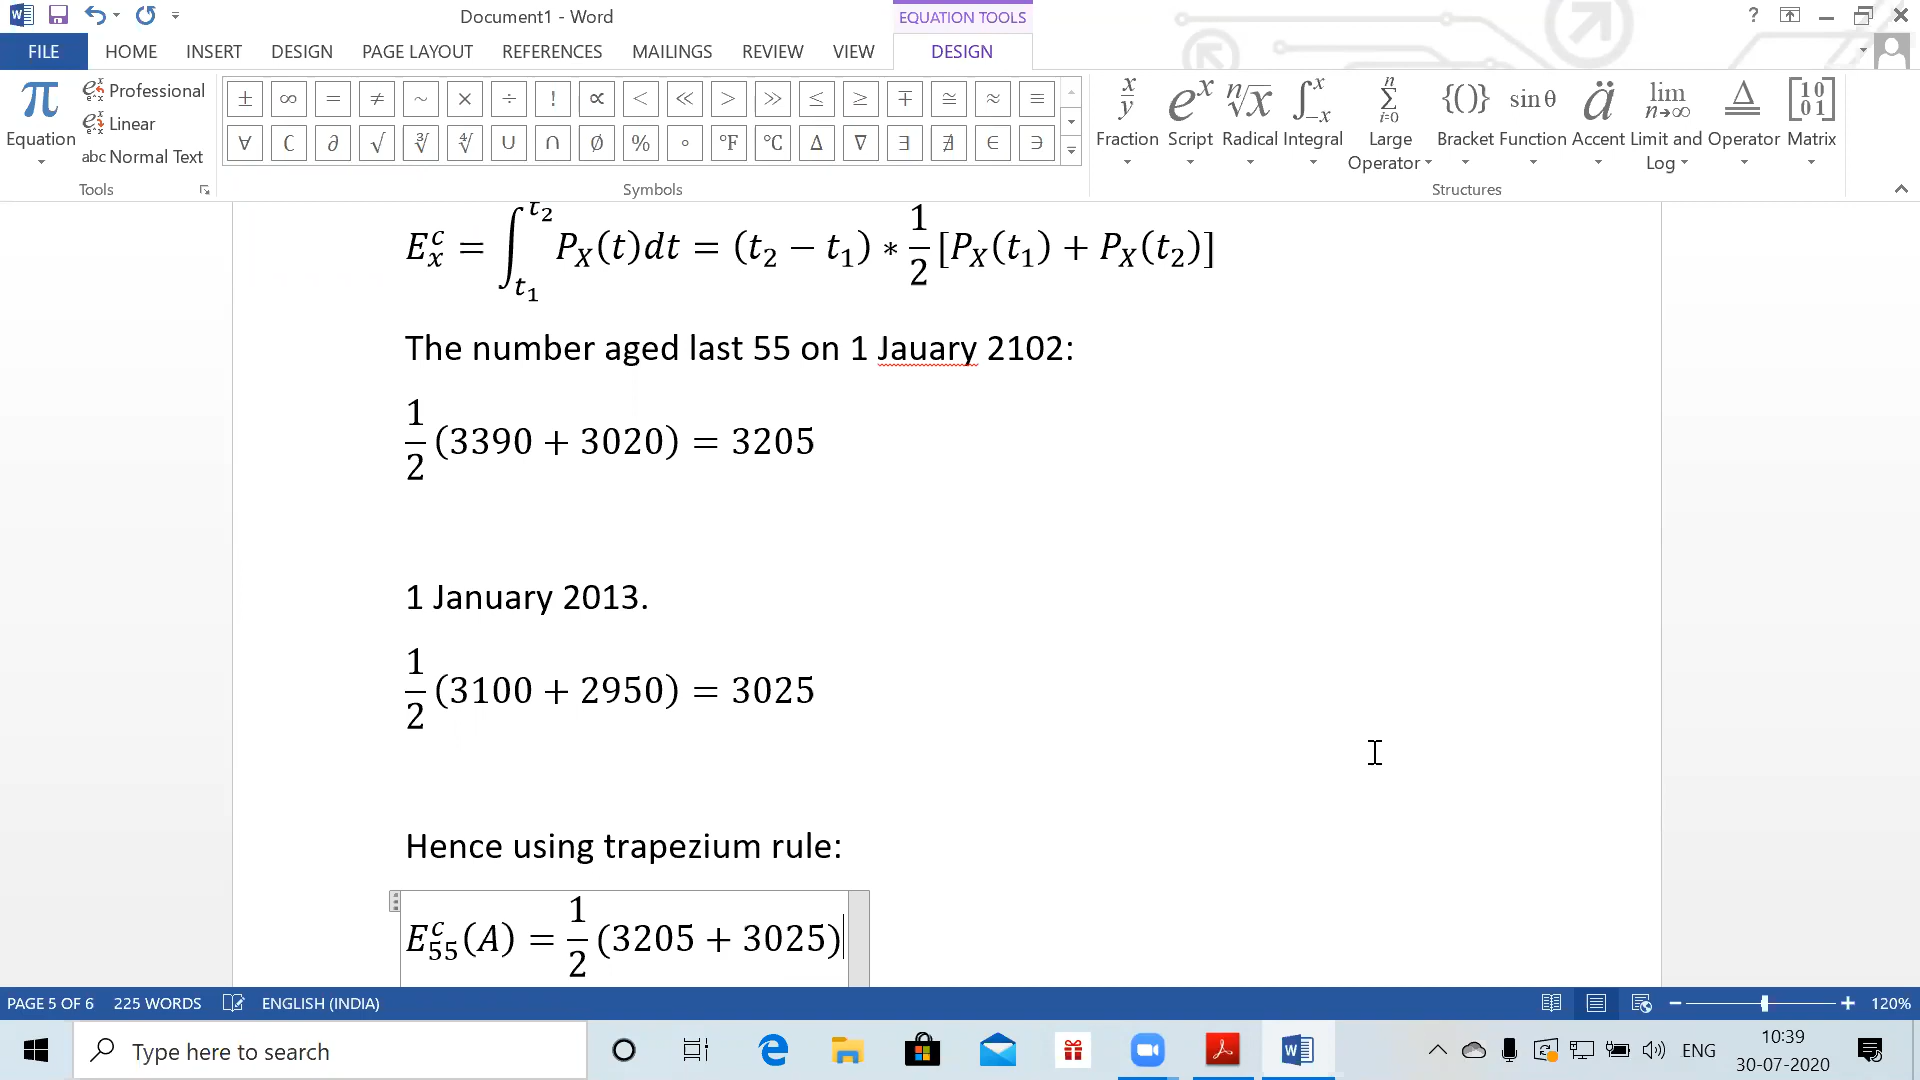 Document1 - Word
EQUATION TOOLS
FILE HOME INSERT DESIGN PAGE LAYOUT REFERENCES MAILINGS REVIEW VIEW DESIGN
π Equation
Professional
Linear
abc Normal Text
Tools
± ∞ = ≠ ~ × ÷ ! ∝ < ≪ > ≫ ≤ ≥ ∓ ≅ ≈ ≡
∀ ∁ ∂ √ ∛ ∜ ∪ ∩ ∅ % ° °F °C ∆ ∇ ∃ ∄ ∈ ∋
Symbols
Fraction Script Radical Integral Large Operator Bracket Function Accent Limit and Log Operator Matrix
Structures
E_x^c = ∫_{t_1}^{t_2} P_X(t)dt = (t_2 − t_1) * 1/2 [P_X(t_1) + P_X(t_2)]
The number aged last 55 on 1 Jauary 2102:
1/2 (3390 + 3020) = 3205
1 January 2013.
1/2 (3100 + 2950) = 3025
Hence using trapezium rule:
E_55^c(A) = 1/2 (3205 + 3025)
PAGE 5 OF 6 225 WORDS ENGLISH (INDIA) 120%
Type here to search
ENG
10:39
30-07-2020